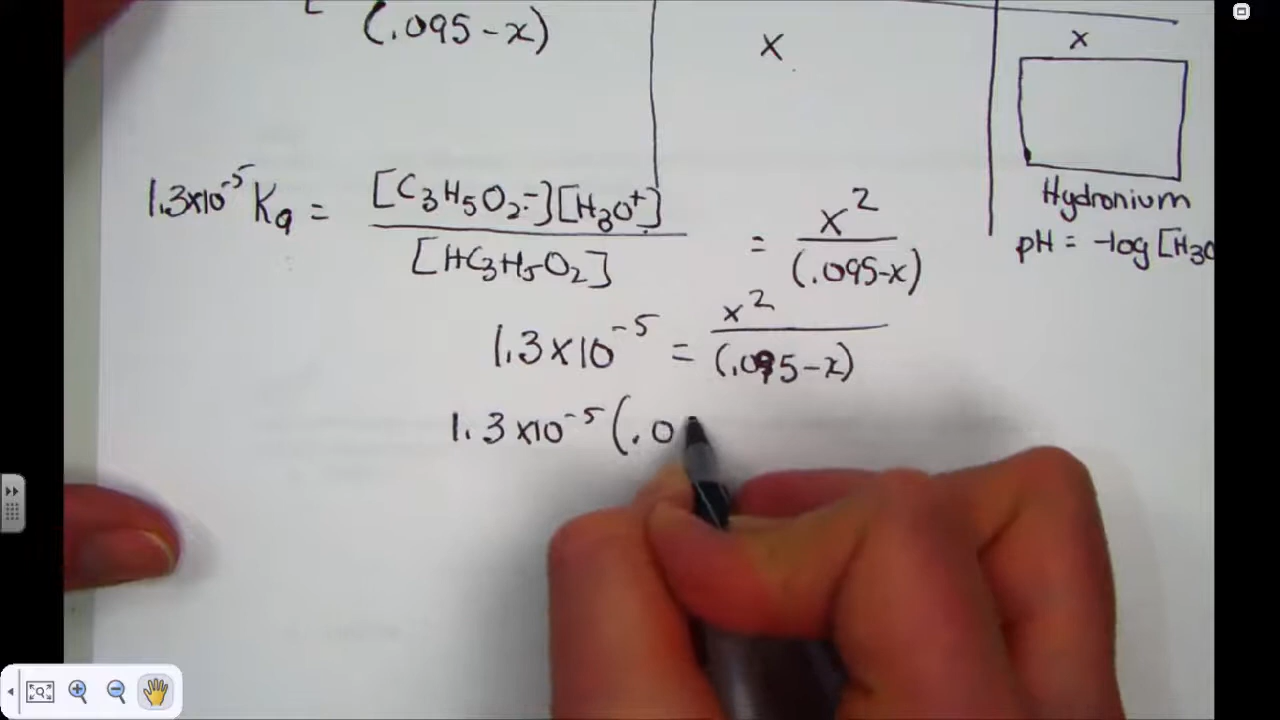 (.095-x)
x
x
1.3x10⁻⁵ Ka = [C₃H₅O₂⁻][H₃O⁺] / [HC₃H₅O₂] = x² / (.095-x)
Hydronium
pH = -log[H₃O
1.3x10⁻⁵ = x² / (.095-x)
1.3x10⁻⁵(.0